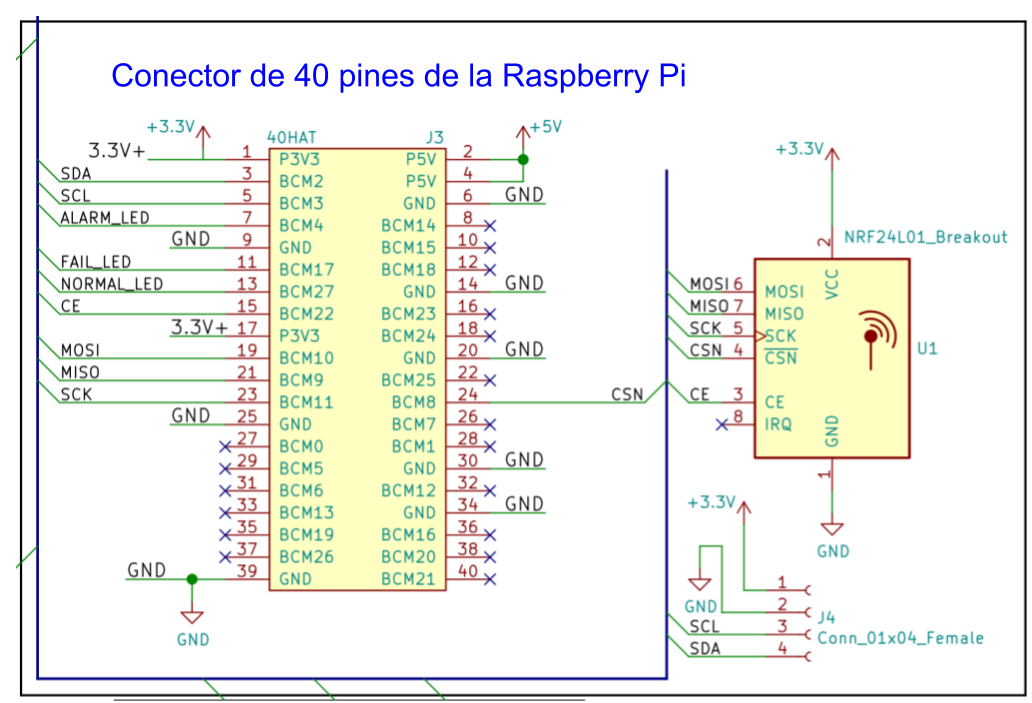 Conector de 40 pines de la Raspberry Pi
+3.3V 40HAT J3 +5V
3.3V+ 1 P3V3 P5V 2
SDA 3 BCM2 P5V 4
SCL 5 BCM3 GND 6 GND
ALARM_LED 7 BCM4 BCM14 8
GND 9 GND BCM15 10
FAIL_LED 11 BCM17 BCM18 12
NORMAL_LED 13 BCM27 GND 14 GND
CE 15 BCM22 BCM23 16
3.3V+ 17 P3V3 BCM24 18
MOSI 19 BCM10 GND 20 GND
MISO 21 BCM9 BCM25 22
SCK 23 BCM11 BCM8 24 CSN
GND 25 GND BCM7 26
27 BCM0 BCM1 28
29 BCM5 GND 30 GND
31 BCM6 BCM12 32
33 BCM13 GND 34 GND
35 BCM19 BCM16 36
37 BCM26 BCM20 38
GND 39 GND BCM21 40
GND
+3.3V
2 NRF24L01_Breakout
VCC
MOSI 6 MOSI
MISO 7 MISO
SCK 5 SCK
CSN 4 CSN U1
CE 3 CE
8 IRQ
GND
1
GND
+3.3V
1
GND 2
SCL 3 J4
Conn_01x04_Female
SDA 4